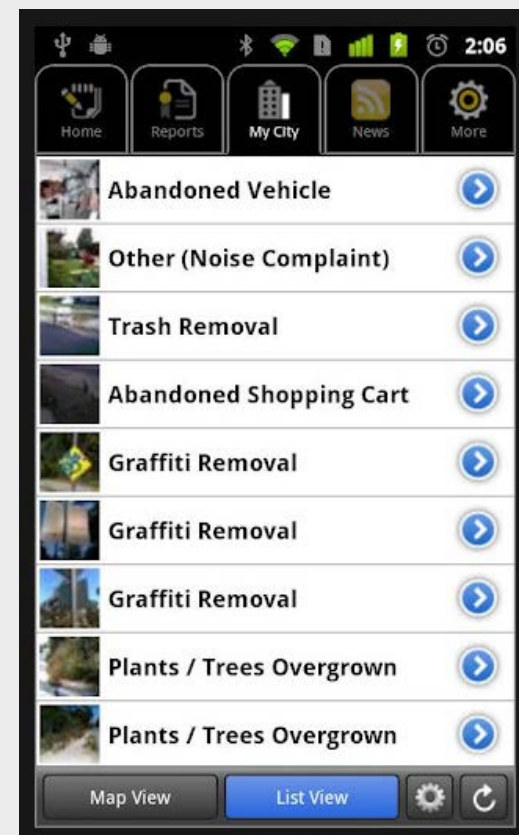 2:06
Home Reports My City News More
Abandoned Vehicle
Other (Noise Complaint)
Trash Removal
Abandoned Shopping Cart
Graffiti Removal
Graffiti Removal
Graffiti Removal
Plants / Trees Overgrown
Plants / Trees Overgrown
Map View List View